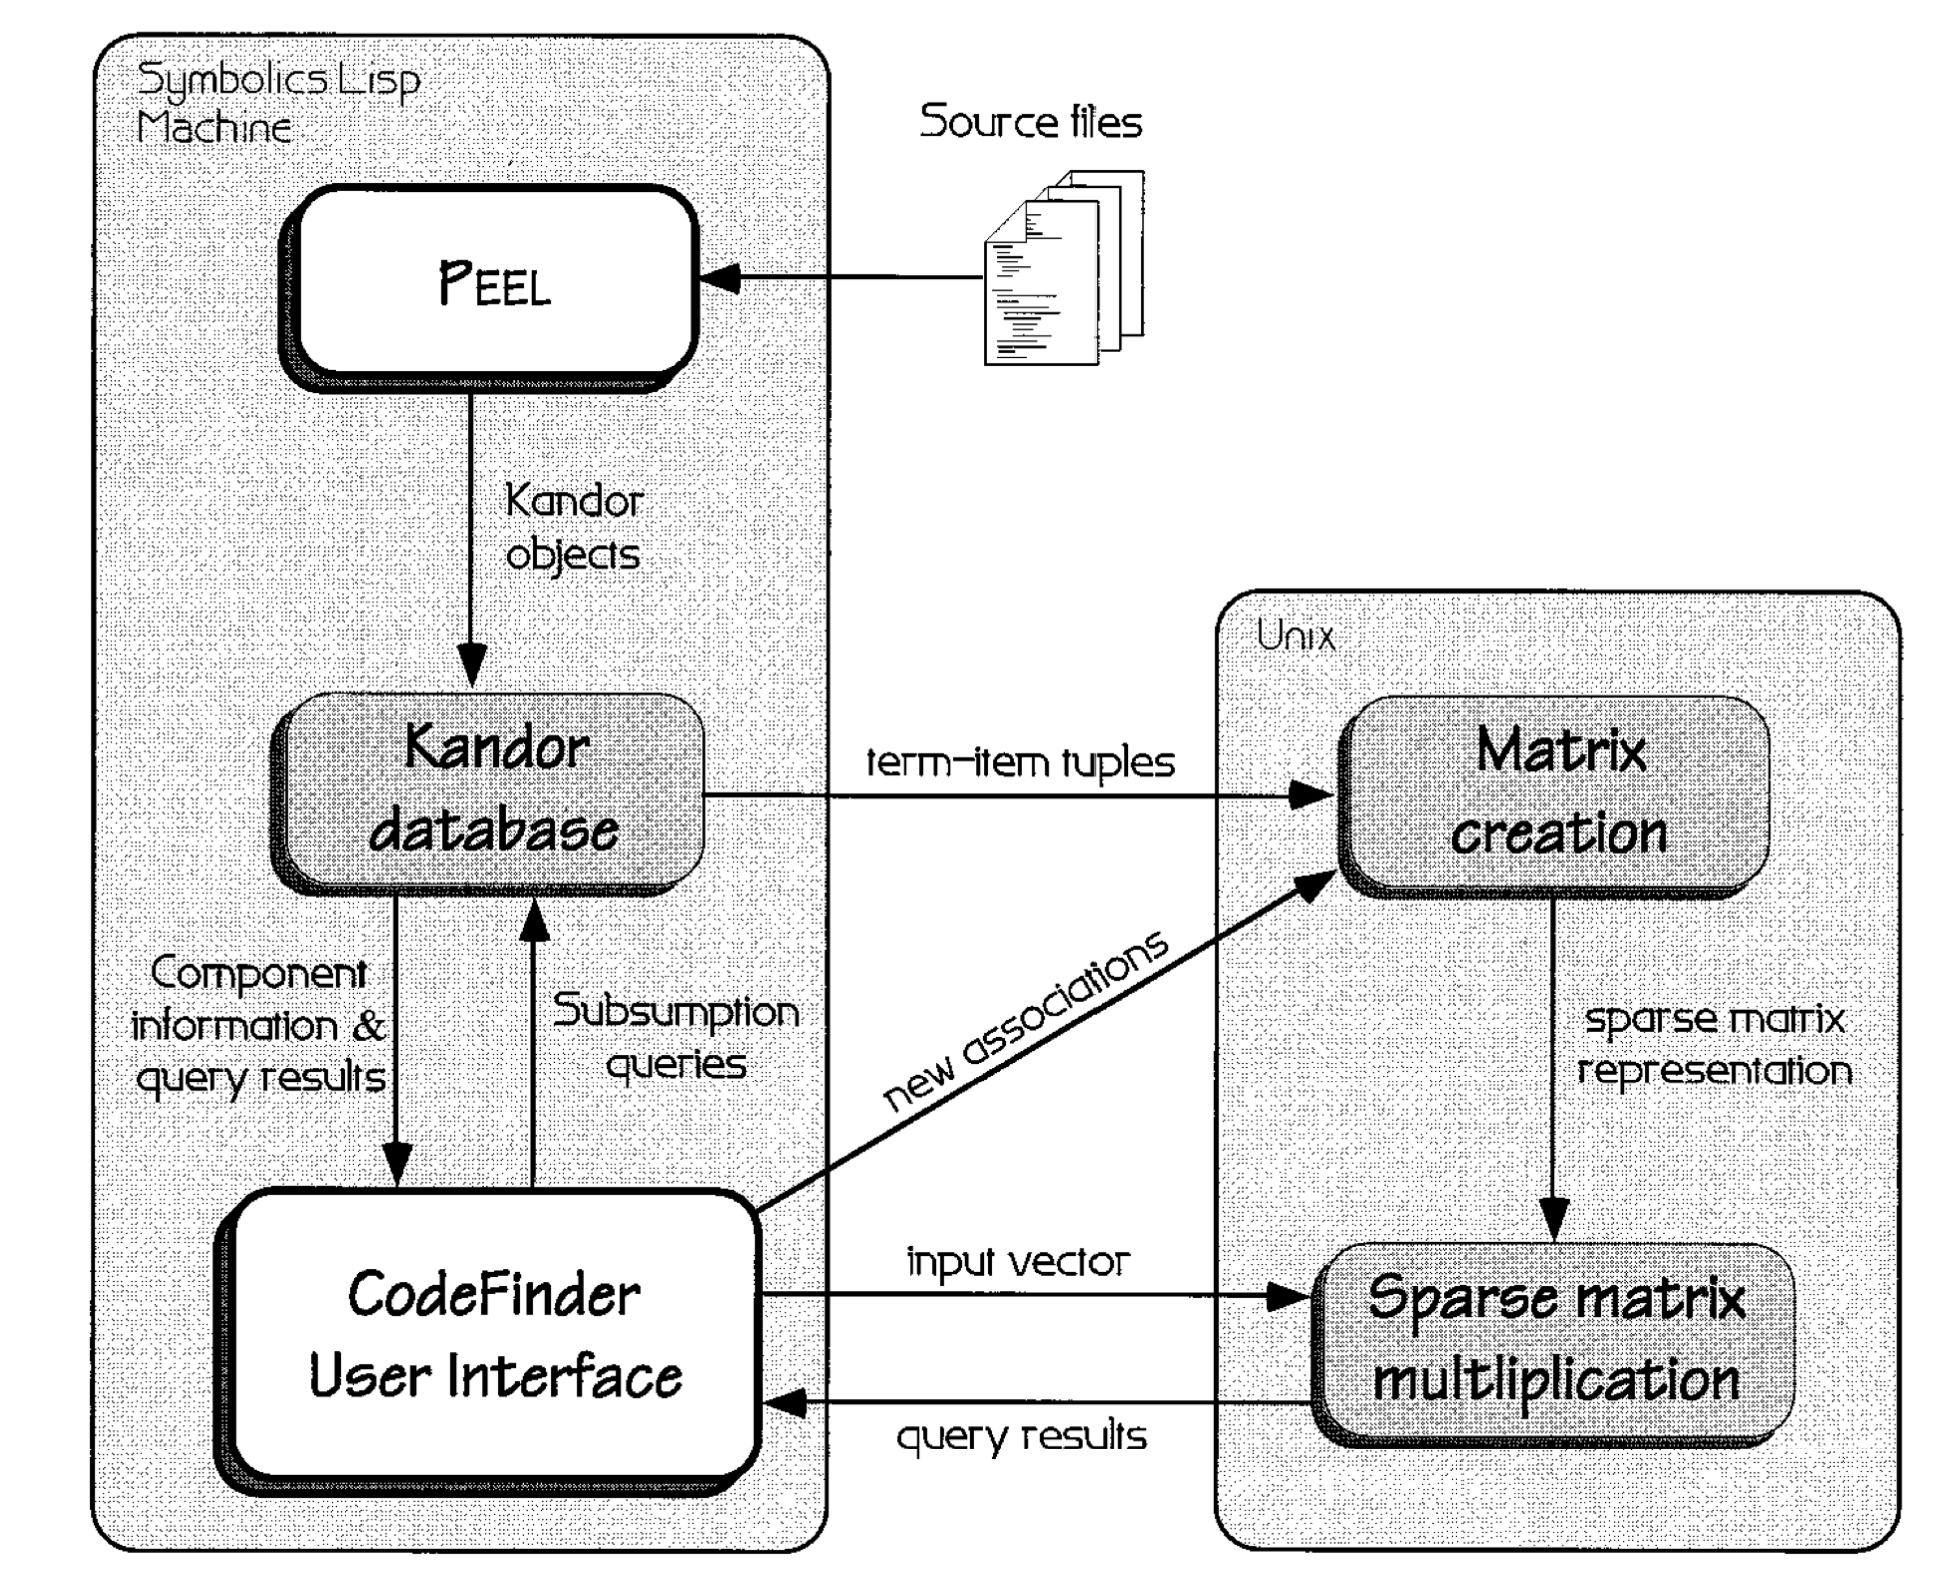 Symbolics Lisp
Machine
Source files
PEEL
Kandor
objects
Unix
Kandor
database
term-item tuples
Matrix
creation
Component
information &
query results
Subsumption
queries
new associations
sparse matrix
representation
CodeFinder
User Interface
input vector
query results
Sparse matrix
multliplication